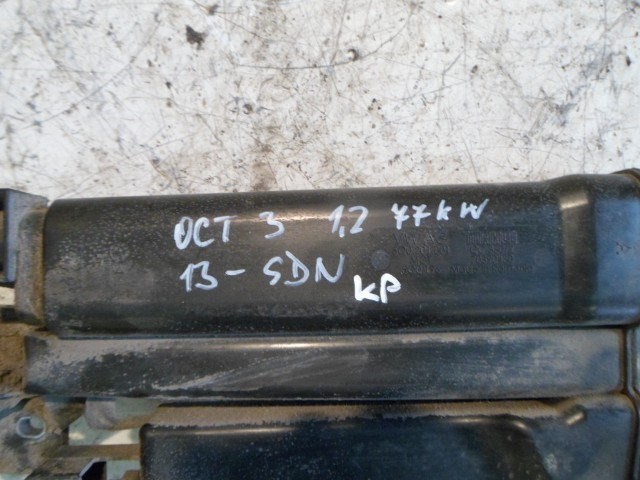 OCT 3 1,2 77kW
13- SDN
KP